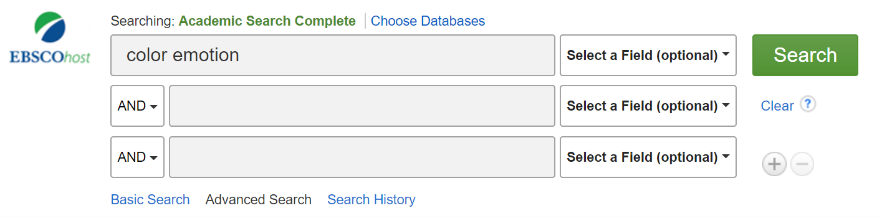 Searching: Academic Search Complete | Choose Databases
EBSCOhost
color emotion Select a Field (optional) Search
AND Select a Field (optional) Clear ?
AND Select a Field (optional) + −
Basic Search Advanced Search Search History